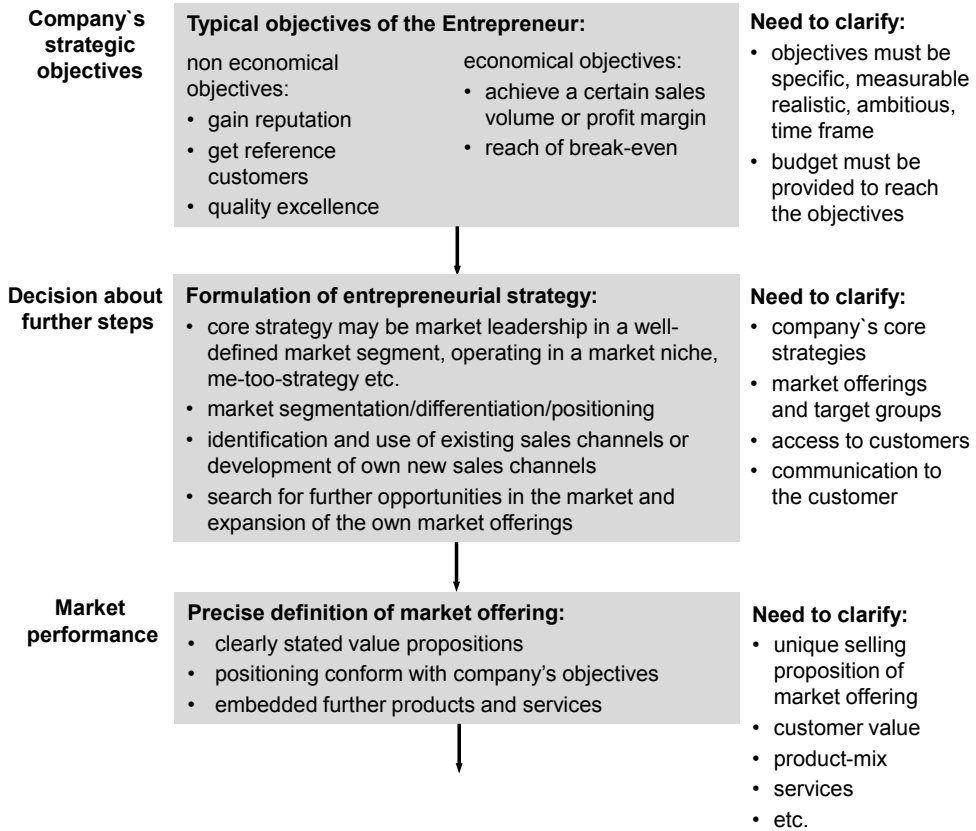 Company`s
strategic
objectives
Typical objectives of the Entrepreneur:
non economical
objectives:
• gain reputation
• get reference
customers
• quality excellence
economical objectives:
• achieve a certain sales
volume or profit margin
• reach of break-even
Need to clarify:
• objectives must be
specific, measurable
realistic, ambitious,
time frame
• budget must be
provided to reach
the objectives
Decision about
further steps
Formulation of entrepreneurial strategy:
• core strategy may be market leadership in a well-
defined market segment, operating in a market niche,
me-too-strategy etc.
• market segmentation/differentiation/positioning
• identification and use of existing sales channels or
development of own new sales channels
• search for further opportunities in the market and
expansion of the own market offerings
Need to clarify:
• company`s core
strategies
• market offerings
and target groups
• access to customers
• communication to
the customer
Market
performance
Precise definition of market offering:
• clearly stated value propositions
• positioning conform with company’s objectives
• embedded further products and services
Need to clarify:
• unique selling
proposition of
market offering
• customer value
• product-mix
• services
• etc.